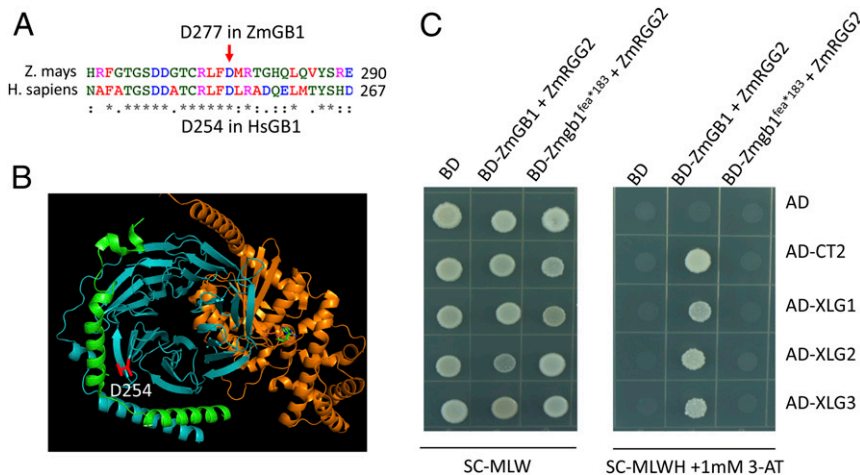 A
D277 in ZmGB1
Z. mays HRFGTGSDDGTCRLFDMRTGHQLQVYSRE 290
H. sapiens NAFATGSDDATCRLFDLRADQELMTYSHD 267
: *.*****.******:*: .:* .**::
D254 in HsGB1
B
D254
C
BD
BD-ZmGB1 + ZmRGG2
BD-Zmgb1fea*183 + ZmRGG2
BD
BD-ZmGB1 + ZmRGG2
BD-Zmgb1fea*183 + ZmRGG2
AD
AD-CT2
AD-XLG1
AD-XLG2
AD-XLG3
SC-MLW
SC-MLWH +1mM 3-AT